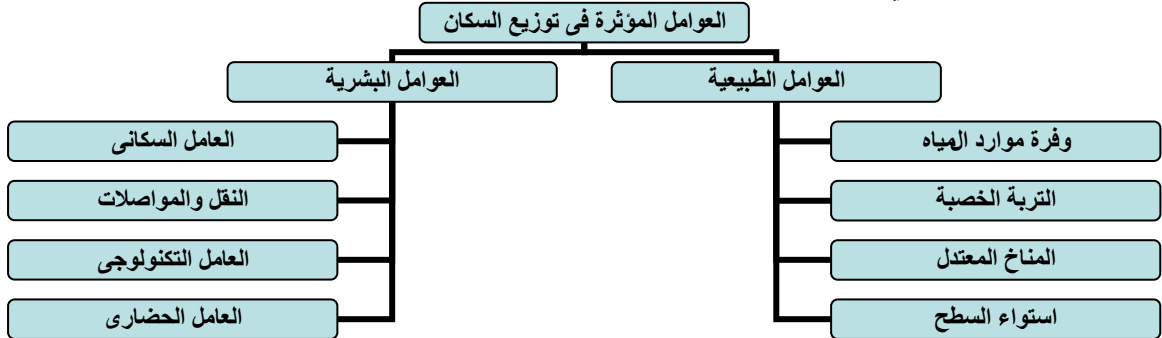 العوامل المؤثرة فى توزيع السكان
العوامل الطبيعية
العوامل البشرية
وفرة موارد المياه
العامل السكانى
التربة الخصبة
النقل والمواصلات
المناخ المعتدل
العامل التكنولوجى
استواء السطح
العامل الحضارى